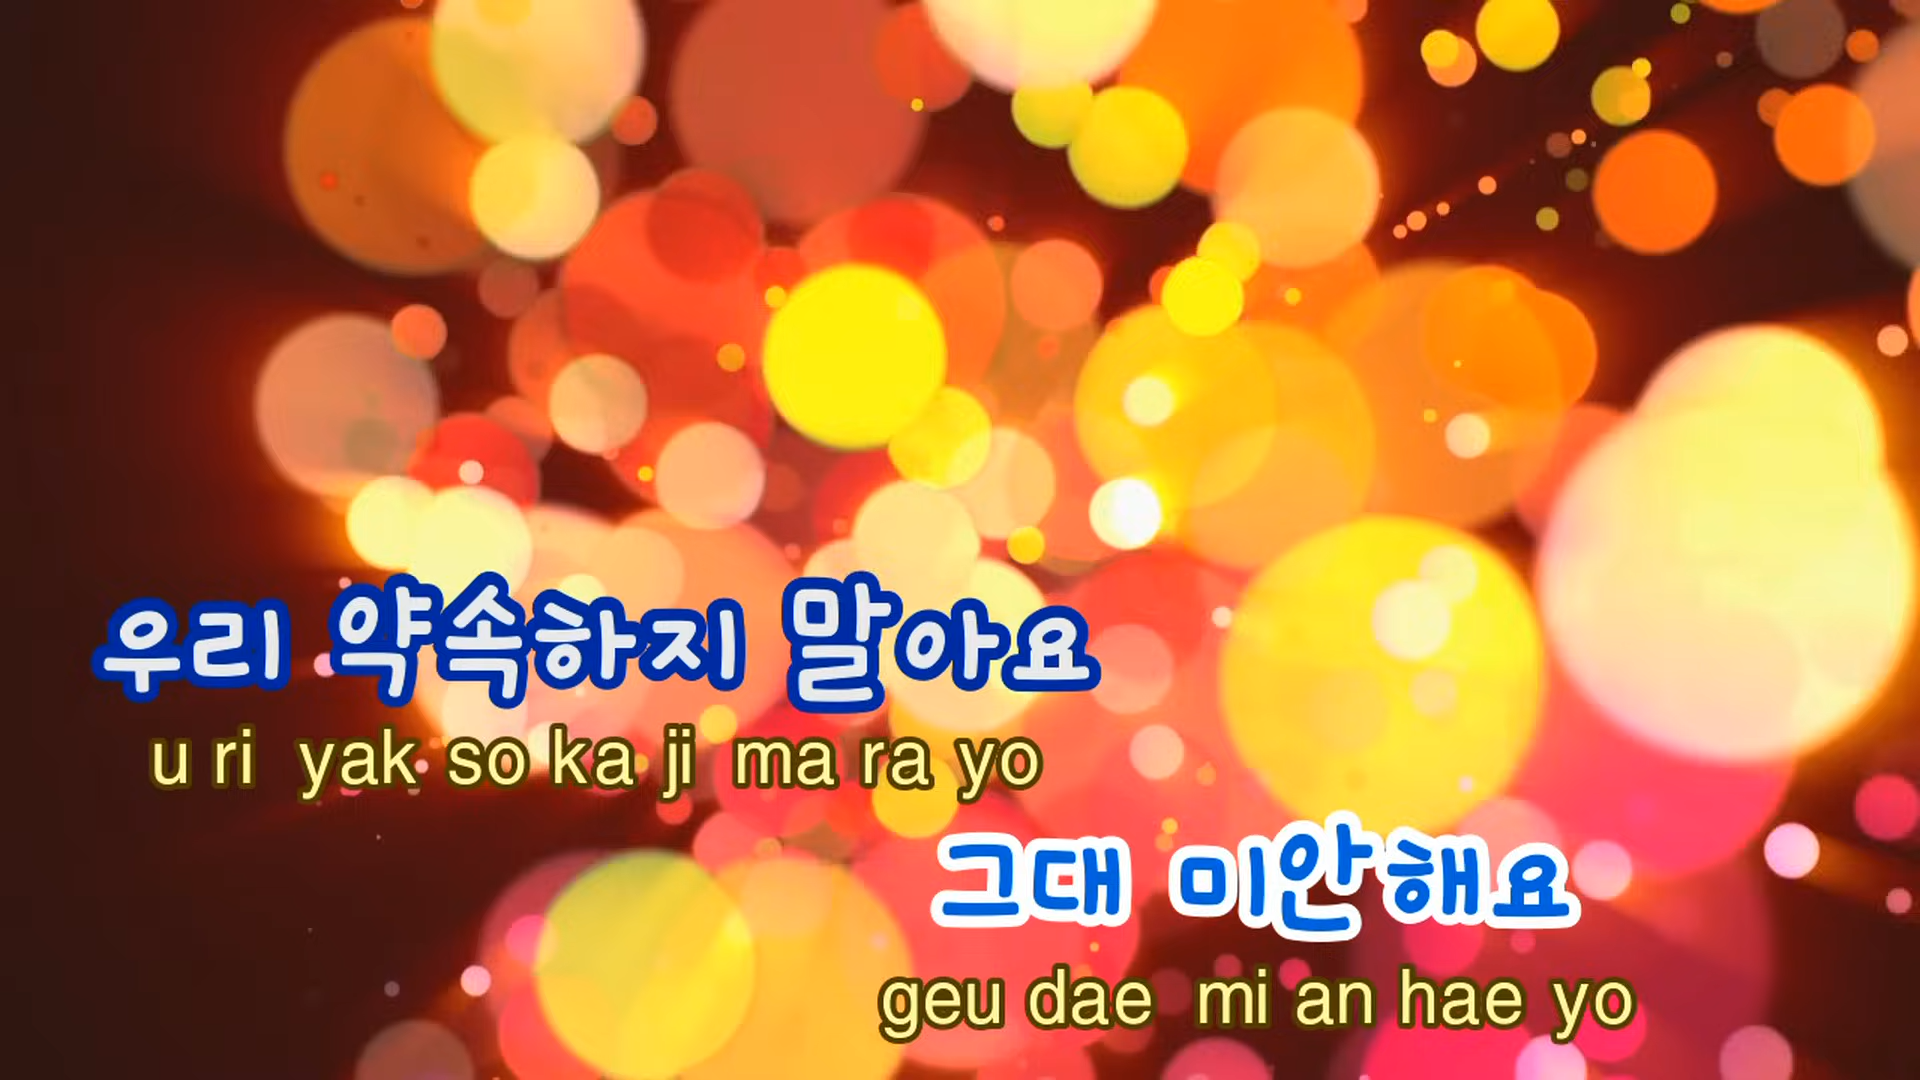 우리 약속하지 말아요
u ri yak so ka ji ma ra yo
그대 미안해요
geu dae mi an hae yo